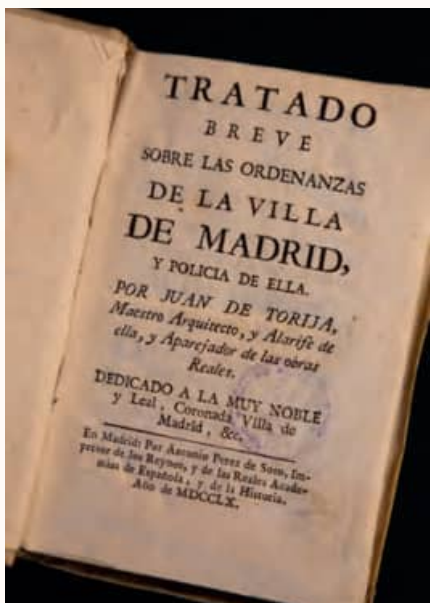 TRATADO
BREVE
SOBRE LAS ORDENANZAS
DE LA VILLA
DE MADRID,
Y POLICIA DE ELLA.
POR JUAN DE TORIJA,
Maestro Arquitecto, y Alarife de
ella, y Aparejador de las obras
Reales.
DEDICADO A LA MUY NOBLE
y Leal, Coronada Villa de
Madrid, &c.
En Madrid: Por Antonio Perez de Soto, Im-
presor de los Reynos, y de las Reales Acade-
mias de Española, y de la Historia.
Año de MDCCLX.